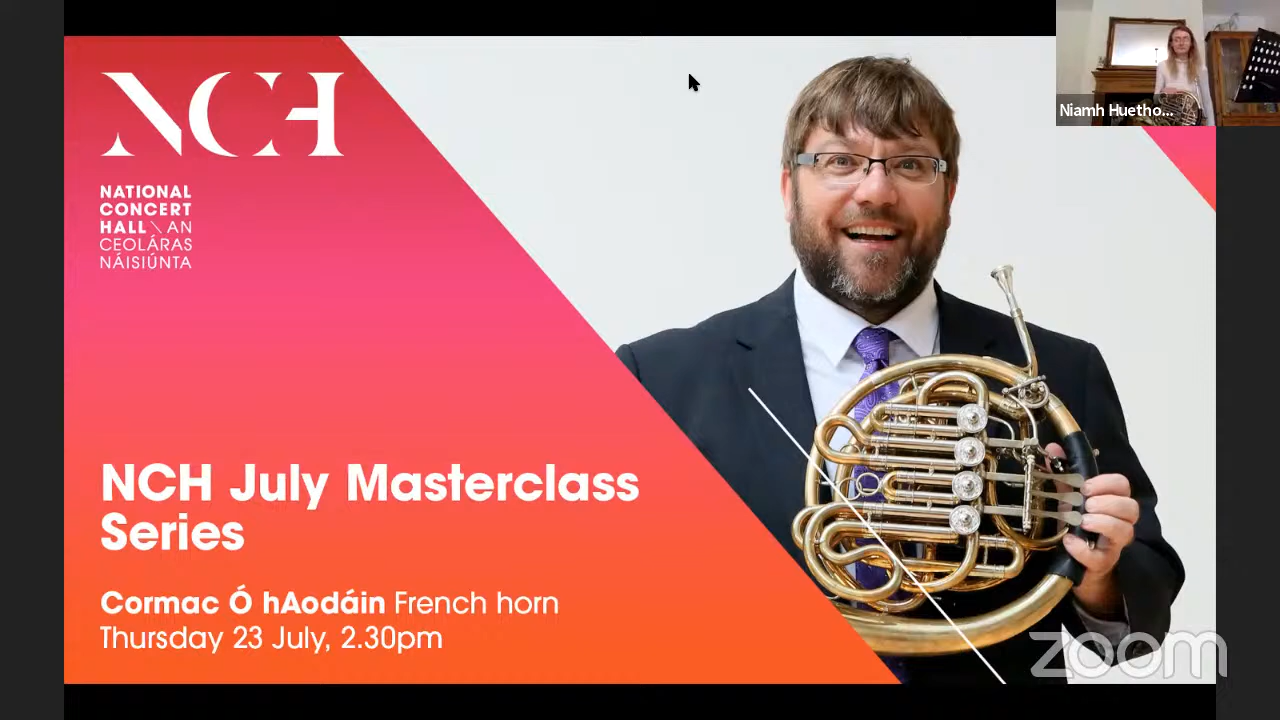 NCH
NATIONAL
CONCERT
HALL \ AN
CEOLÁRAS
NÁISIÚNTA
NCH July Masterclass
Series
Cormac Ó hAodáin French horn
Thursday 23 July, 2.30pm
Niamh Huetho...
zoom